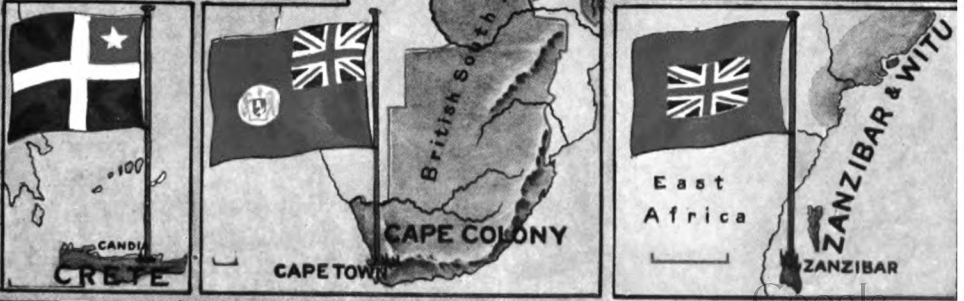 CANDIA
CRETE
British South
CAPE COLONY
CAPE TOWN
ZANZIBAR & WITU
East
Africa
ZANZIBAR